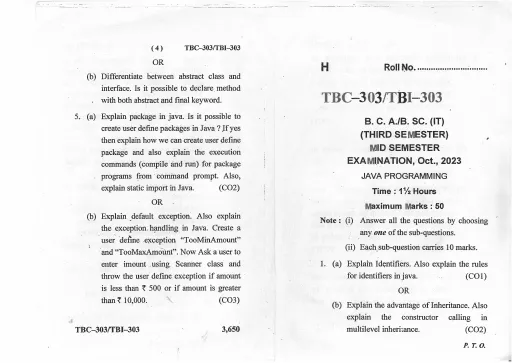 ( 4 ) TBC–303/TBI–303
OR
(b) Differentiate between abstract class and
interface. Is it possible to declare method
with both abstract and final keyword.
5. (a) Explain package in java. Is it possible to
create user define packages in Java ? If yes
then explain how we can create user define
package and also explain the execution
commands (compile and run) for package
programs from command prompt. Also,
explain static import in Java. (CO2)
OR
(b) Explain default exception. Also explain
the exception handling in Java. Create a
user define exception “TooMinAmount”
and “TooMaxAmount”. Now Ask a user to
enter imount using Scanner class and
throw the user define exception if amount
is less than ₹ 500 or if amount is greater
than ₹ 10,000. (CO3)
TBC–303/TBI–303 3,650
H Roll No. ..............................
TBC–303/TBI–303
B. C. A./B. SC. (IT)
(THIRD SEMESTER)
MID SEMESTER
EXAMINATION, Oct., 2023
JAVA PROGRAMMING
Time : 1½ Hours
Maximum Marks : 50
Note : (i) Answer all the questions by choosing
any one of the sub-questions.
(ii) Each sub-question carries 10 marks.
1. (a) Explain Identifiers. Also explain the rules
for identifiers in java. (CO1)
OR
(b) Explain the advantage of Inheritance. Also
explain the constructor calling in
multilevel inheritance. (CO2)
P. T. O.